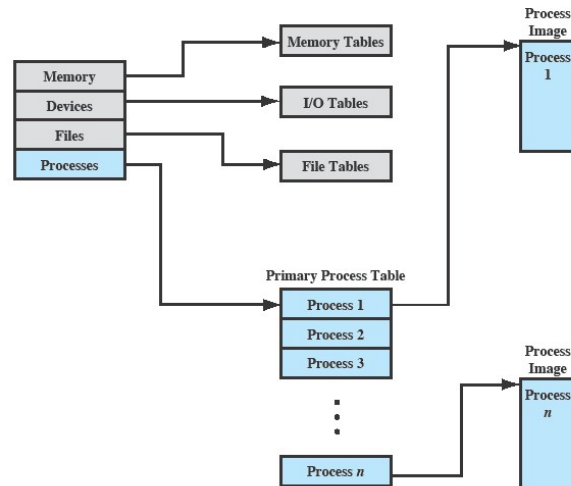 Memory
Devices
Files
Processes
Memory Tables
I/O Tables
File Tables
Primary Process Table
Process 1
Process 2
Process 3
Process n
Process
Image
Process
1
Process
Image
Process
n